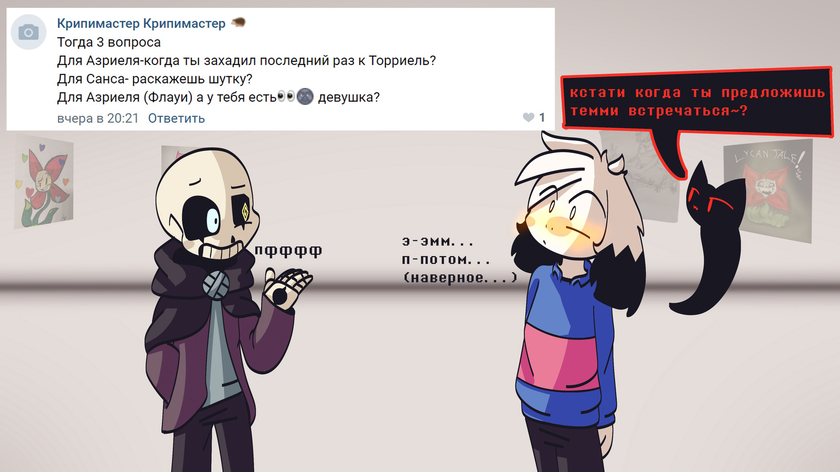 Крипимастер Крипимастер 🦔
Тогда 3 вопроса
Для Азриеля-когда ты захадил последний раз к Торриель?
Для Санса- расскажешь шутку?
Для Азриеля (Флауи) а у тебя есть👀🌚 девушка?
вчера в 20:21 Ответить
1
кстати когда ты предложишь
темми встречаться~?
LYCANTALE!
пфффф
э-эмм...
п-потом...
(наверное...)